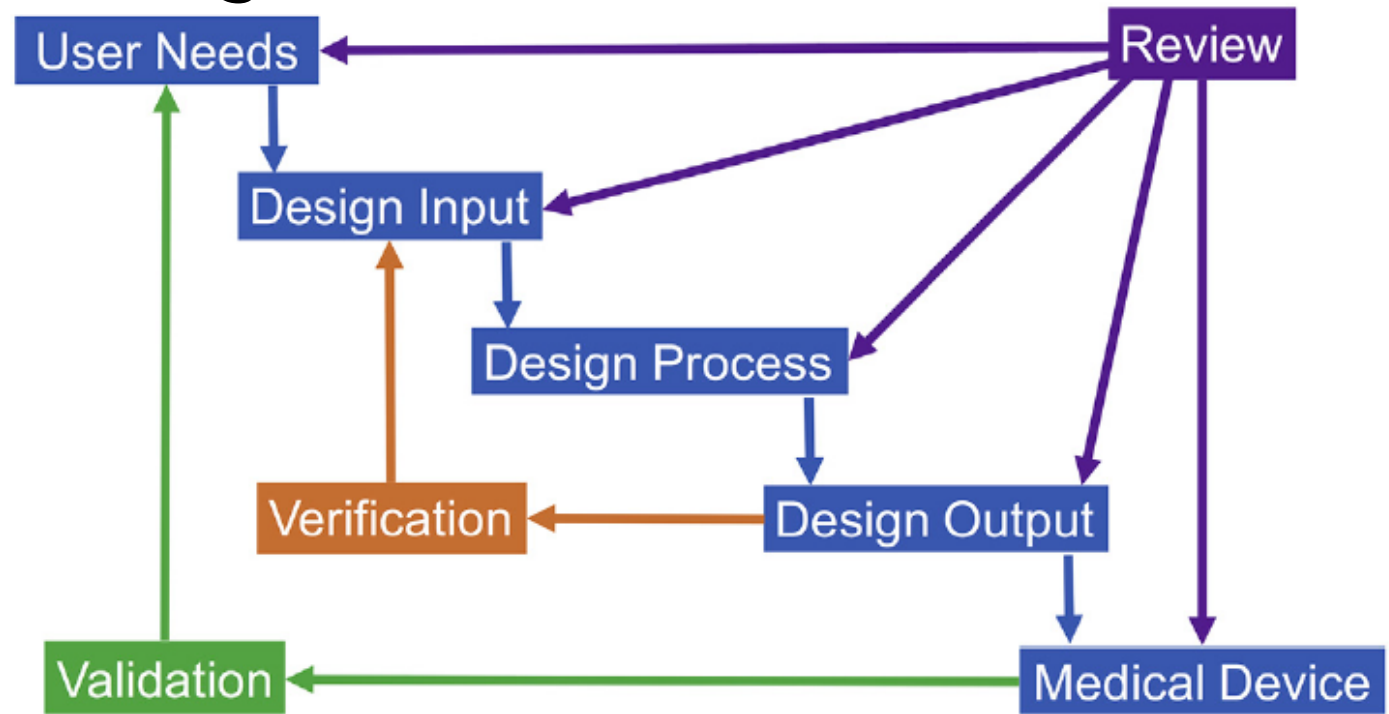 User Needs
Review
Design Input
Design Process
Verification
Design Output
Validation
Medical Device